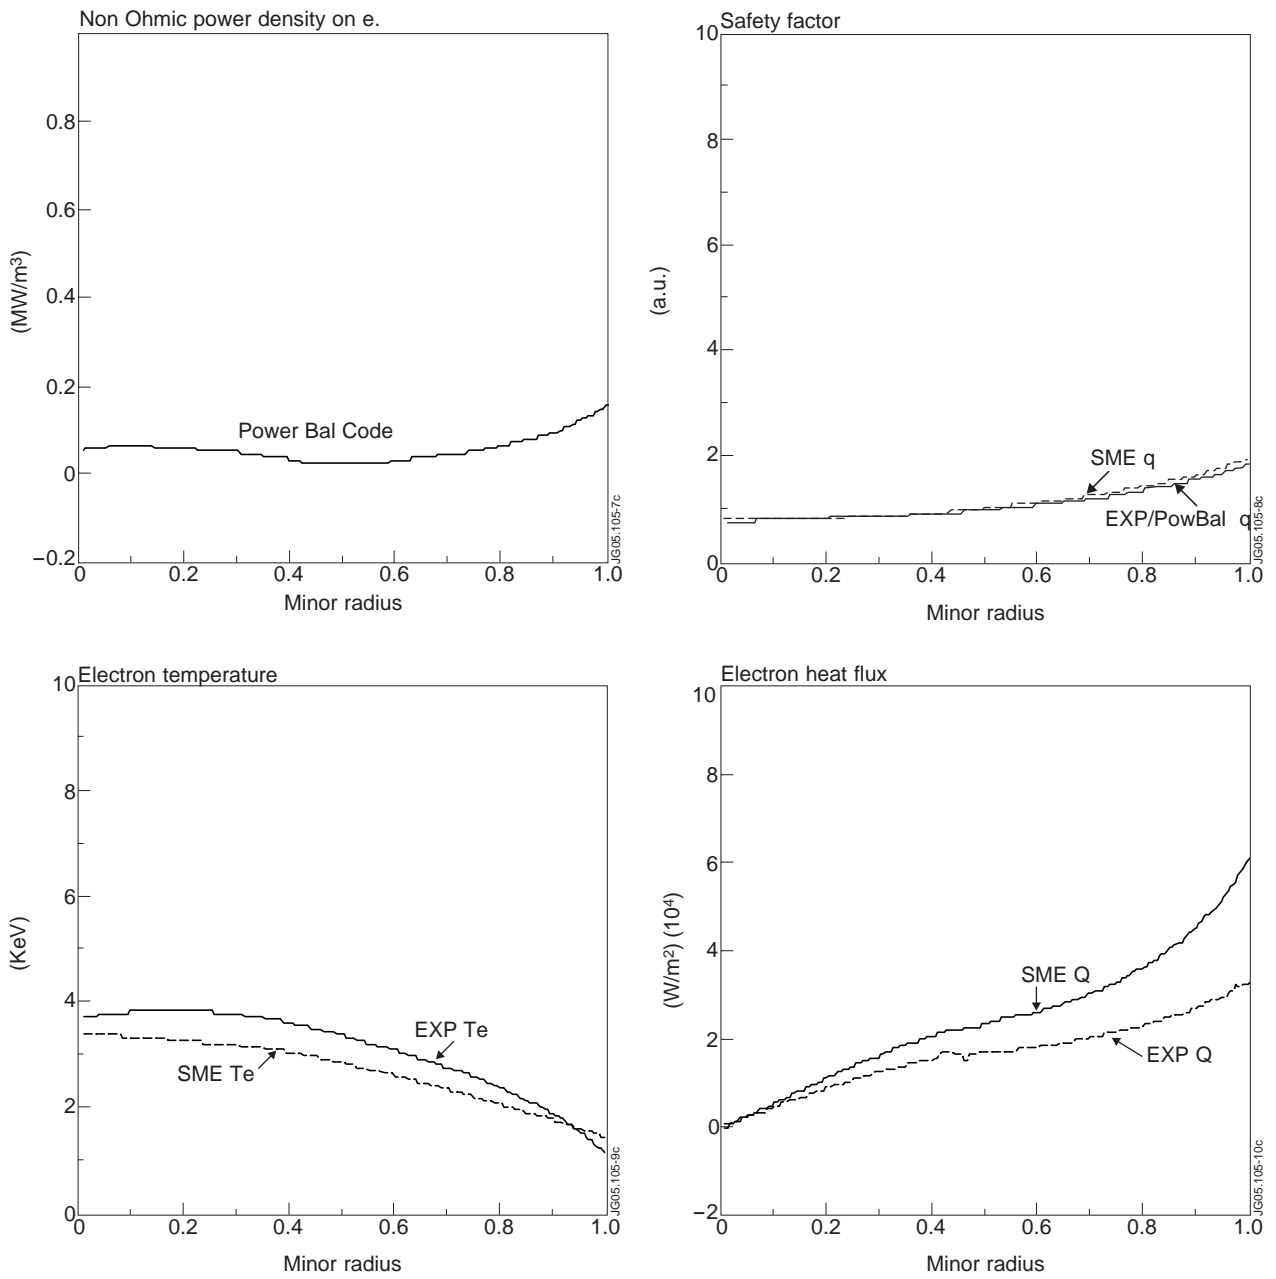 Non Ohmic power density on e.
0.8
0.6
0.4
0.2
0
−0.2
(MW/m³)
Power Bal Code
0 0.2 0.4 0.6 0.8 1.0
Minor radius
JG05.105-7c
Safety factor
10
8
6
4
2
0
(a.u.)
SME q
EXP/PowBal q
0 0.2 0.4 0.6 0.8 1.0
Minor radius
JG05.105-8c
Electron temperature
10
8
6
4
2
0
(KeV)
EXP Te
SME Te
0 0.2 0.4 0.6 0.8 1.0
Minor radius
JG05.105-9c
Electron heat flux
10
8
6
4
2
0
−2
(W/m²) (10⁴)
SME Q
EXP Q
0 0.2 0.4 0.6 0.8 1.0
Minor radius
JG05.105-10c